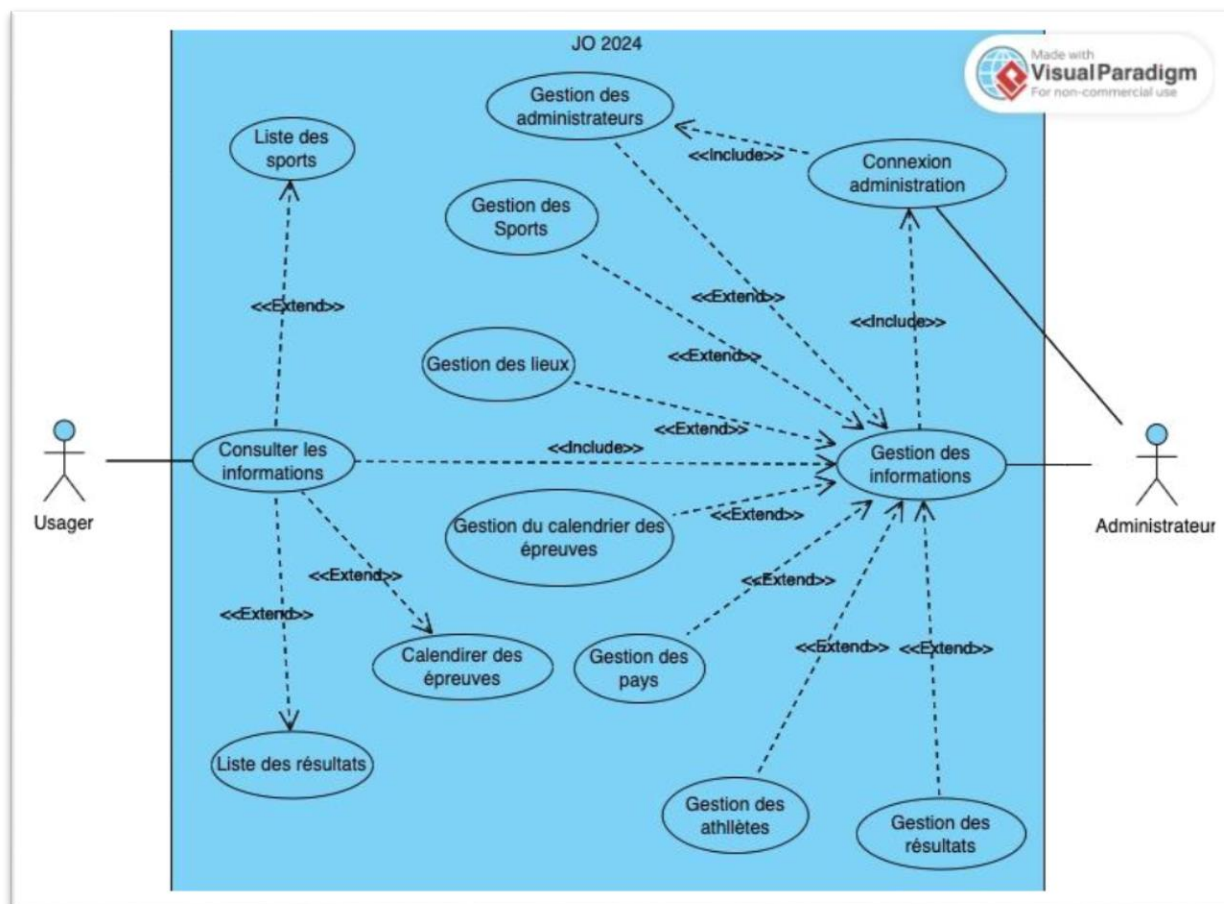 JO 2024
Made with
Visual Paradigm
For non-commercial use
Gestion des
administrateurs
Liste des
sports
<<Include>>
Connexion
administration
Gestion des
Sports
<<Extend>>
<<Extend>>
<<Include>>
<<Extend>>
Gestion des lieux
<<Extend>>
Consulter les
informations
<<Include>>
Gestion des
informations
Usager
Administrateur
Gestion du calendrier des
épreuves
<<Extend>>
<<Extend>>
<<Extend>>
<<Extend>>
<<Extend>>
<<Extend>>
Calendirer des
épreuves
Gestion des
pays
Liste des résultats
Gestion des
athllètes
Gestion des
résultats